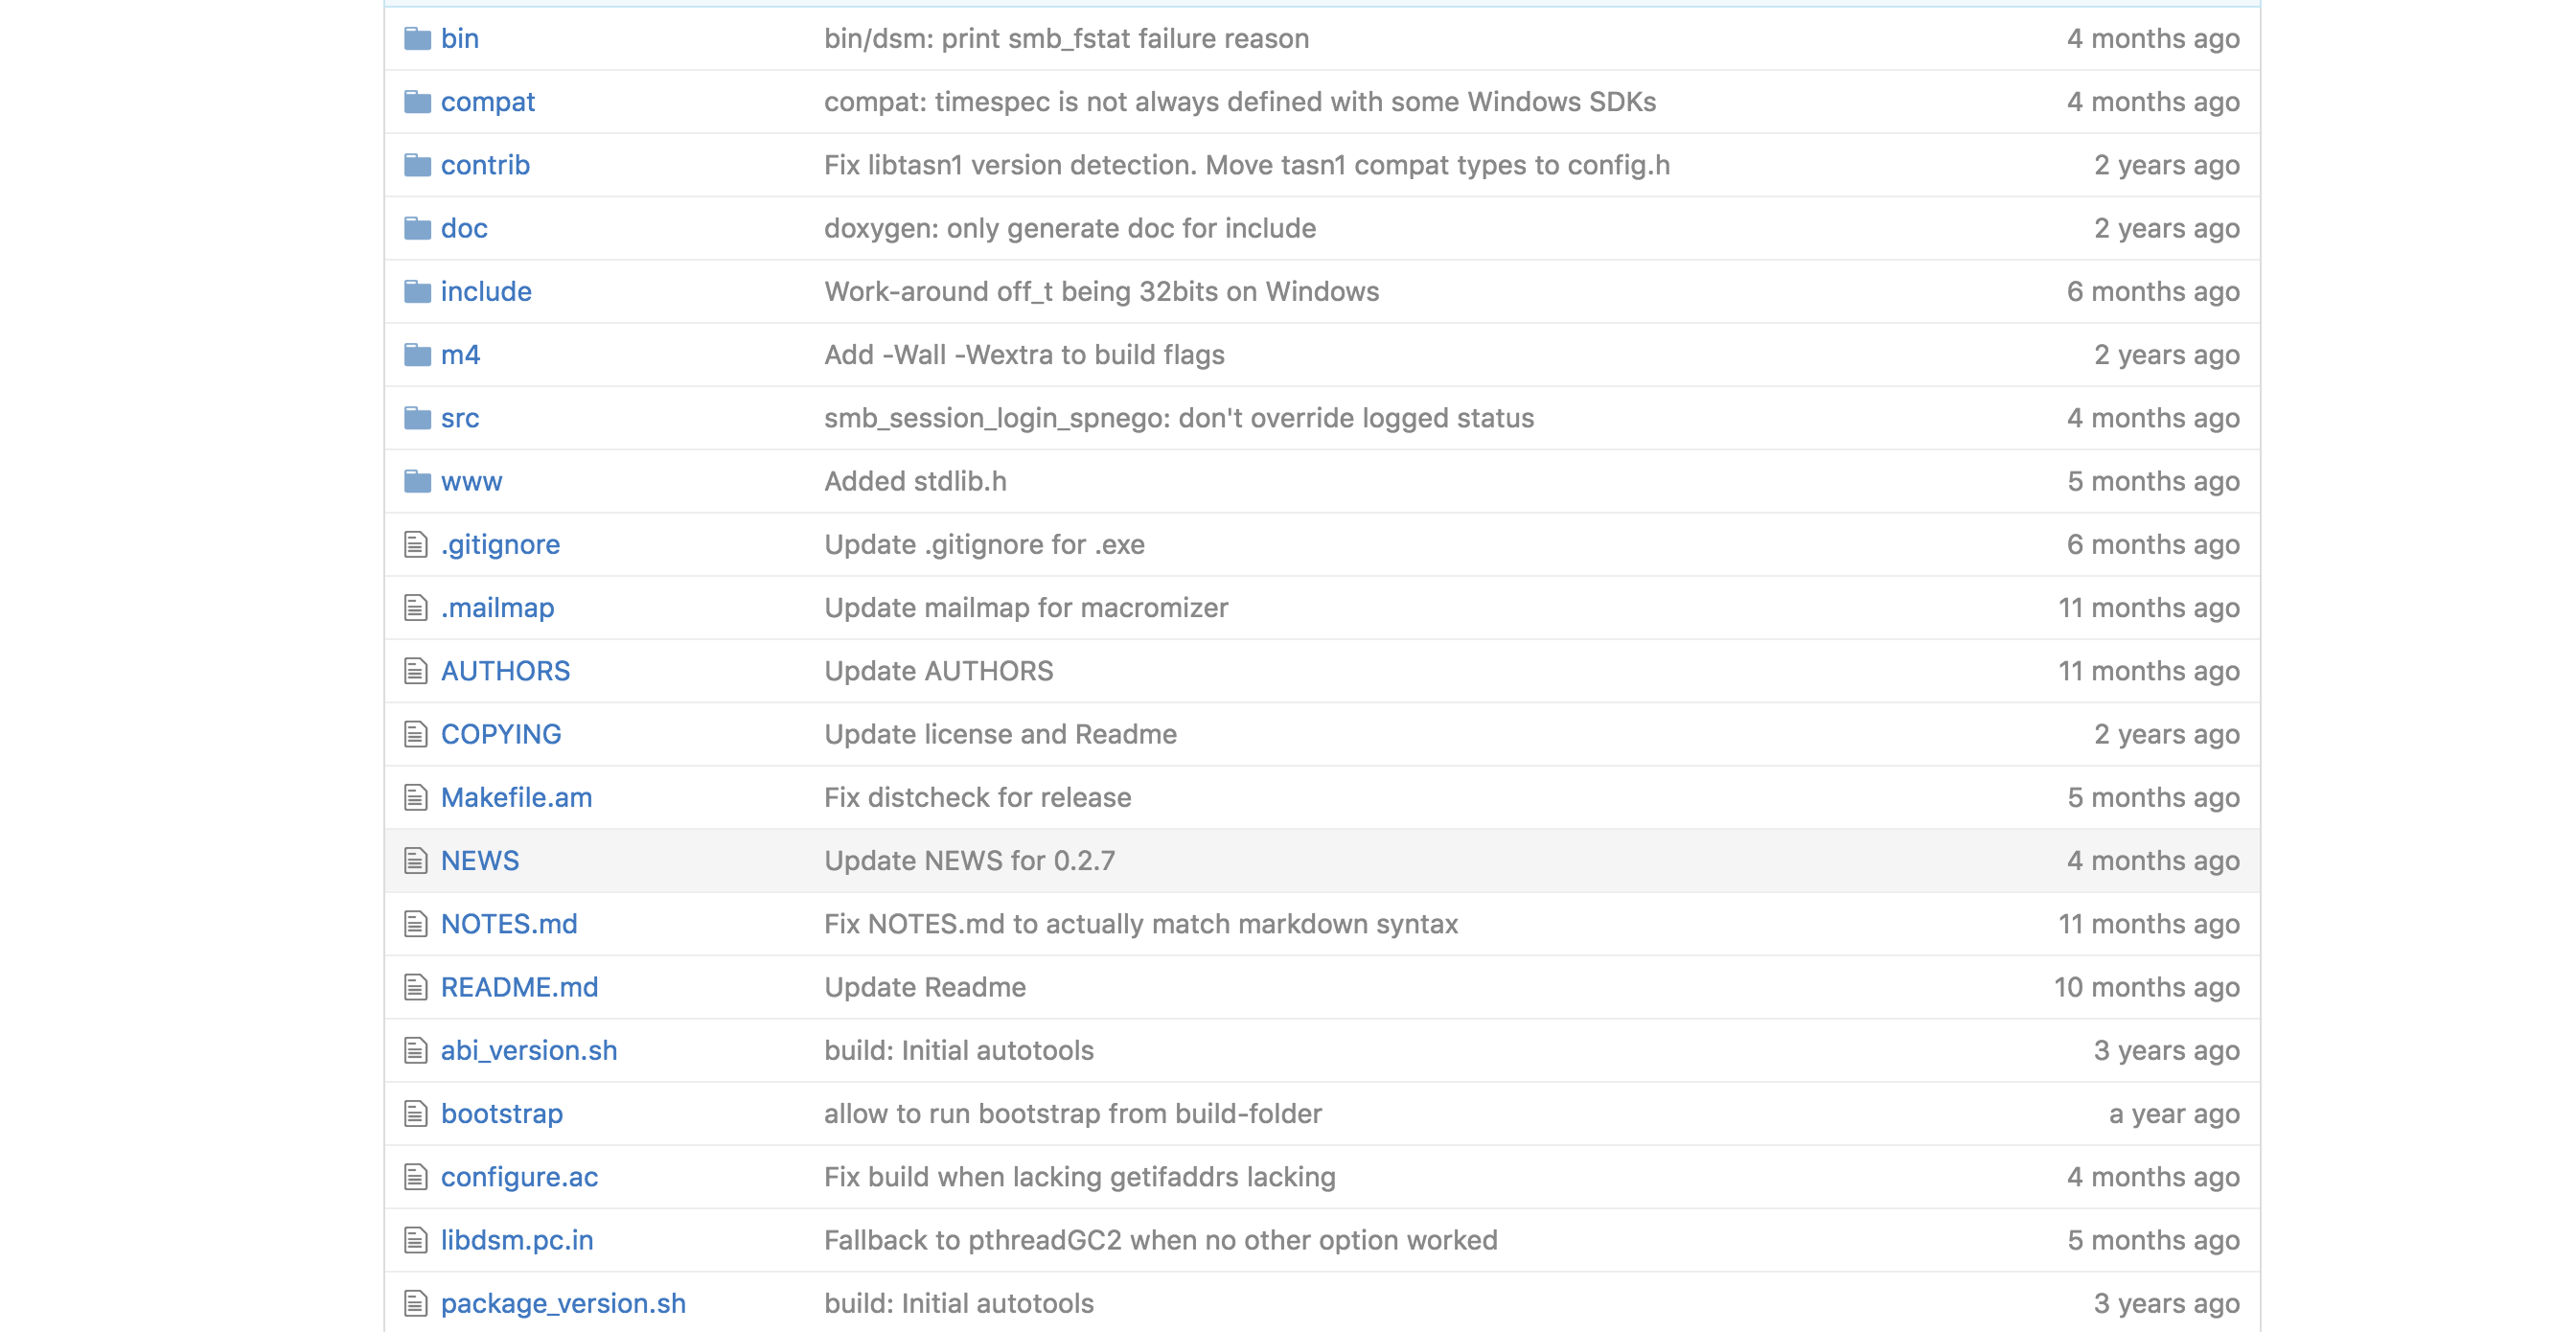 bin bin/dsm: print smb_fstat failure reason 4 months ago
compat compat: timespec is not always defined with some Windows SDKs 4 months ago
contrib Fix libtasn1 version detection. Move tasn1 compat types to config.h 2 years ago
doc doxygen: only generate doc for include 2 years ago
include Work-around off_t being 32bits on Windows 6 months ago
m4 Add -Wall -Wextra to build flags 2 years ago
src smb_session_login_spnego: don't override logged status 4 months ago
www Added stdlib.h 5 months ago
.gitignore Update .gitignore for .exe 6 months ago
.mailmap Update mailmap for macromizer 11 months ago
AUTHORS Update AUTHORS 11 months ago
COPYING Update license and Readme 2 years ago
Makefile.am Fix distcheck for release 5 months ago
NEWS Update NEWS for 0.2.7 4 months ago
NOTES.md Fix NOTES.md to actually match markdown syntax 11 months ago
README.md Update Readme 10 months ago
abi_version.sh build: Initial autotools 3 years ago
bootstrap allow to run bootstrap from build-folder a year ago
configure.ac Fix build when lacking getifaddrs lacking 4 months ago
libdsm.pc.in Fallback to pthreadGC2 when no other option worked 5 months ago
package_version.sh build: Initial autotools 3 years ago